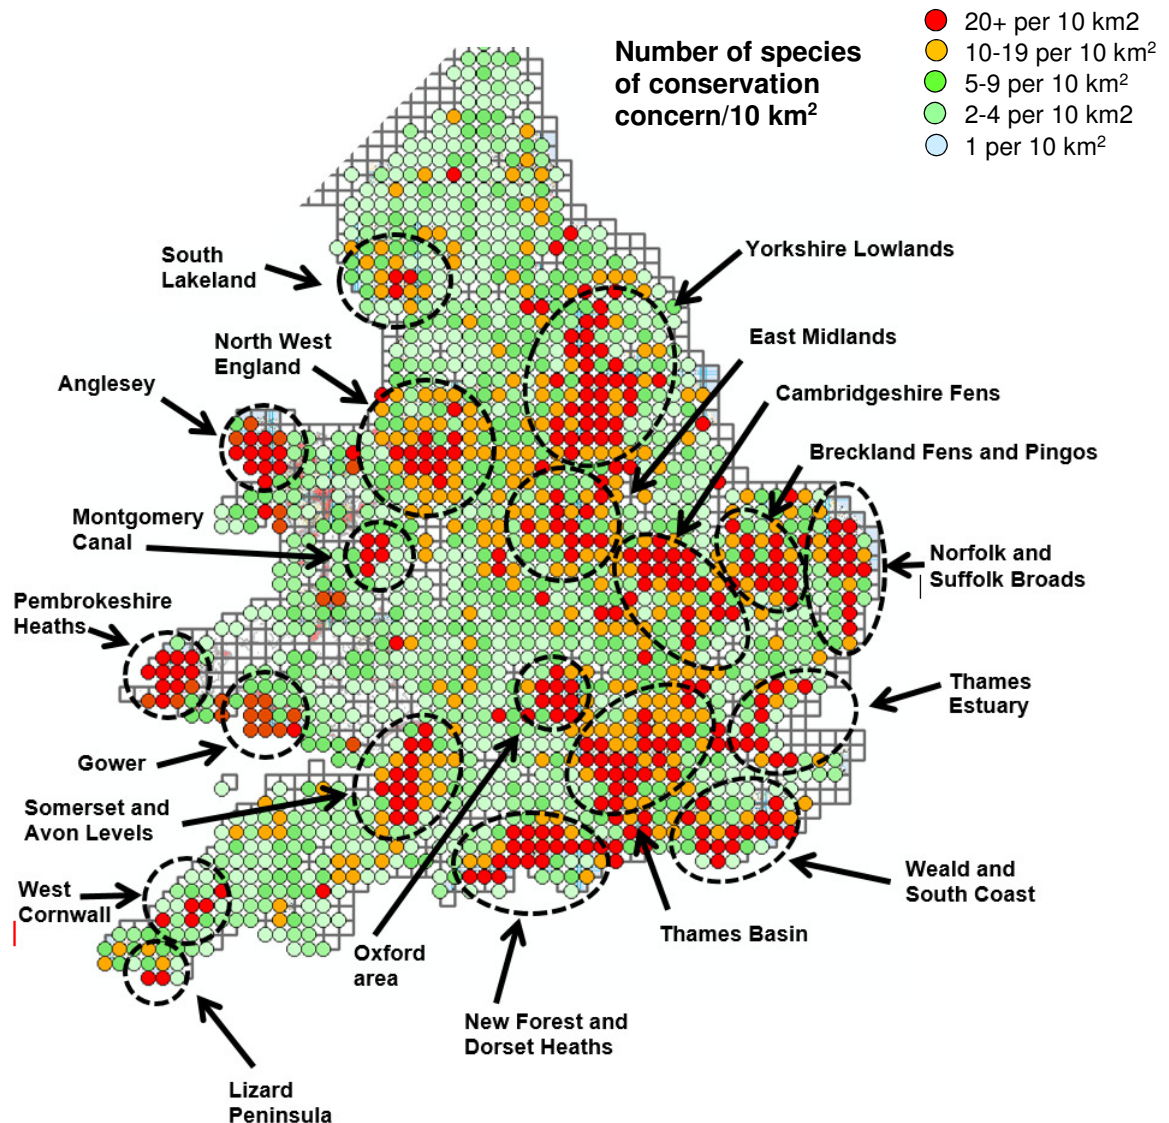 Number of species
of conservation
concern/10 km²
20+ per 10 km2
10-19 per 10 km²
5-9 per 10 km²
2-4 per 10 km2
1 per 10 km²
South
Lakeland
Yorkshire Lowlands
North West
England
East Midlands
Anglesey
Cambridgeshire Fens
Breckland Fens and Pingos
Montgomery
Canal
Norfolk and
Suffolk Broads
Pembrokeshire
Heaths
Thames
Estuary
Gower
Somerset and
Avon Levels
Weald and
South Coast
West
Cornwall
Thames Basin
Oxford
area
New Forest and
Dorset Heaths
Lizard
Peninsula